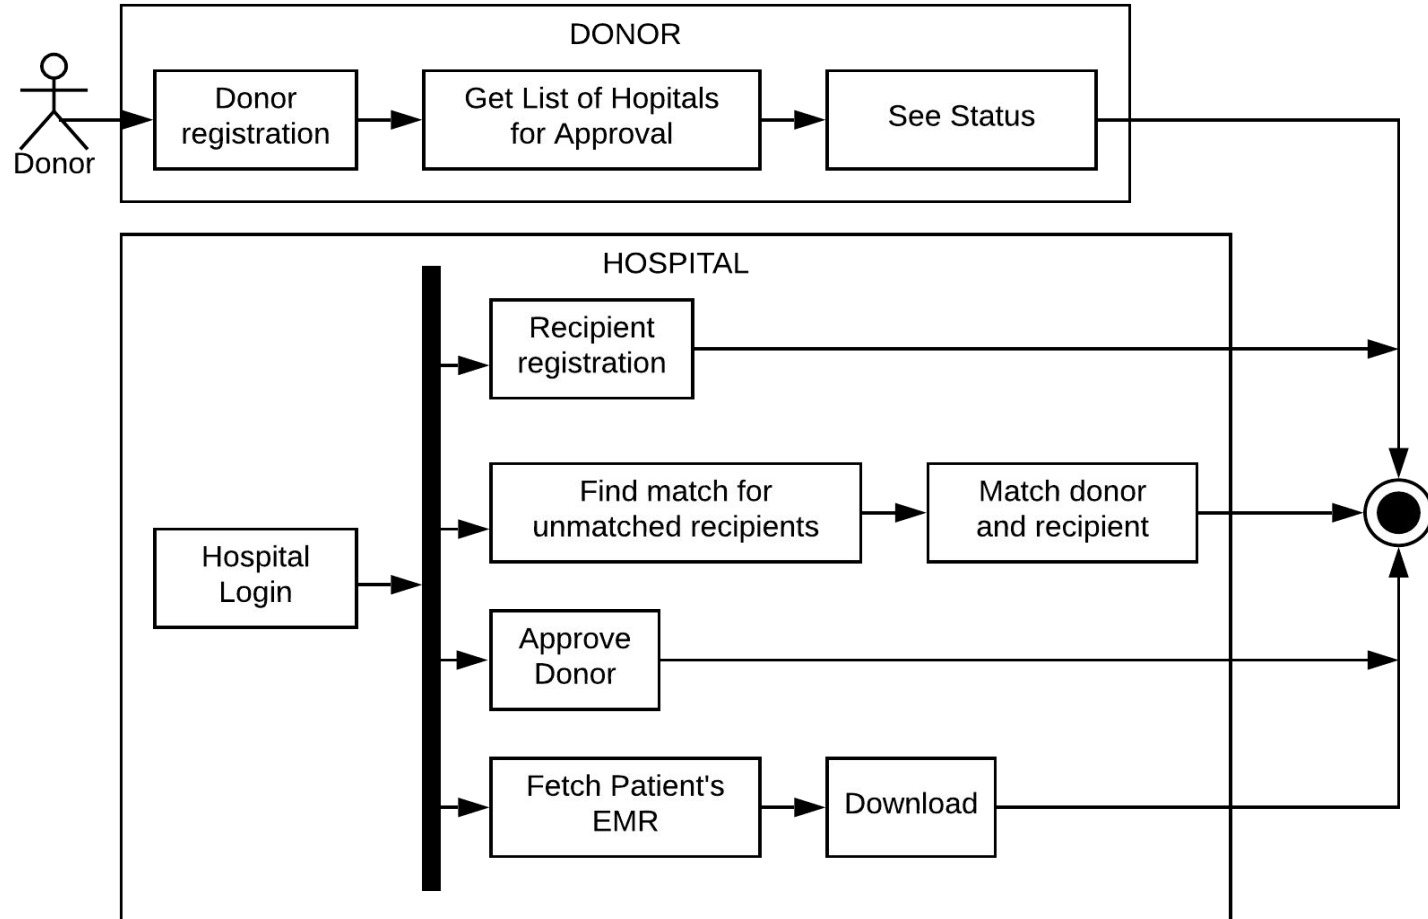 DONOR
Donor
registration
Get List of Hopitals
for Approval
See Status
Donor
HOSPITAL
Recipient
registration
Find match for
unmatched recipients
Match donor
and recipient
Hospital
Login
Approve
Donor
Fetch Patient's
EMR
Download